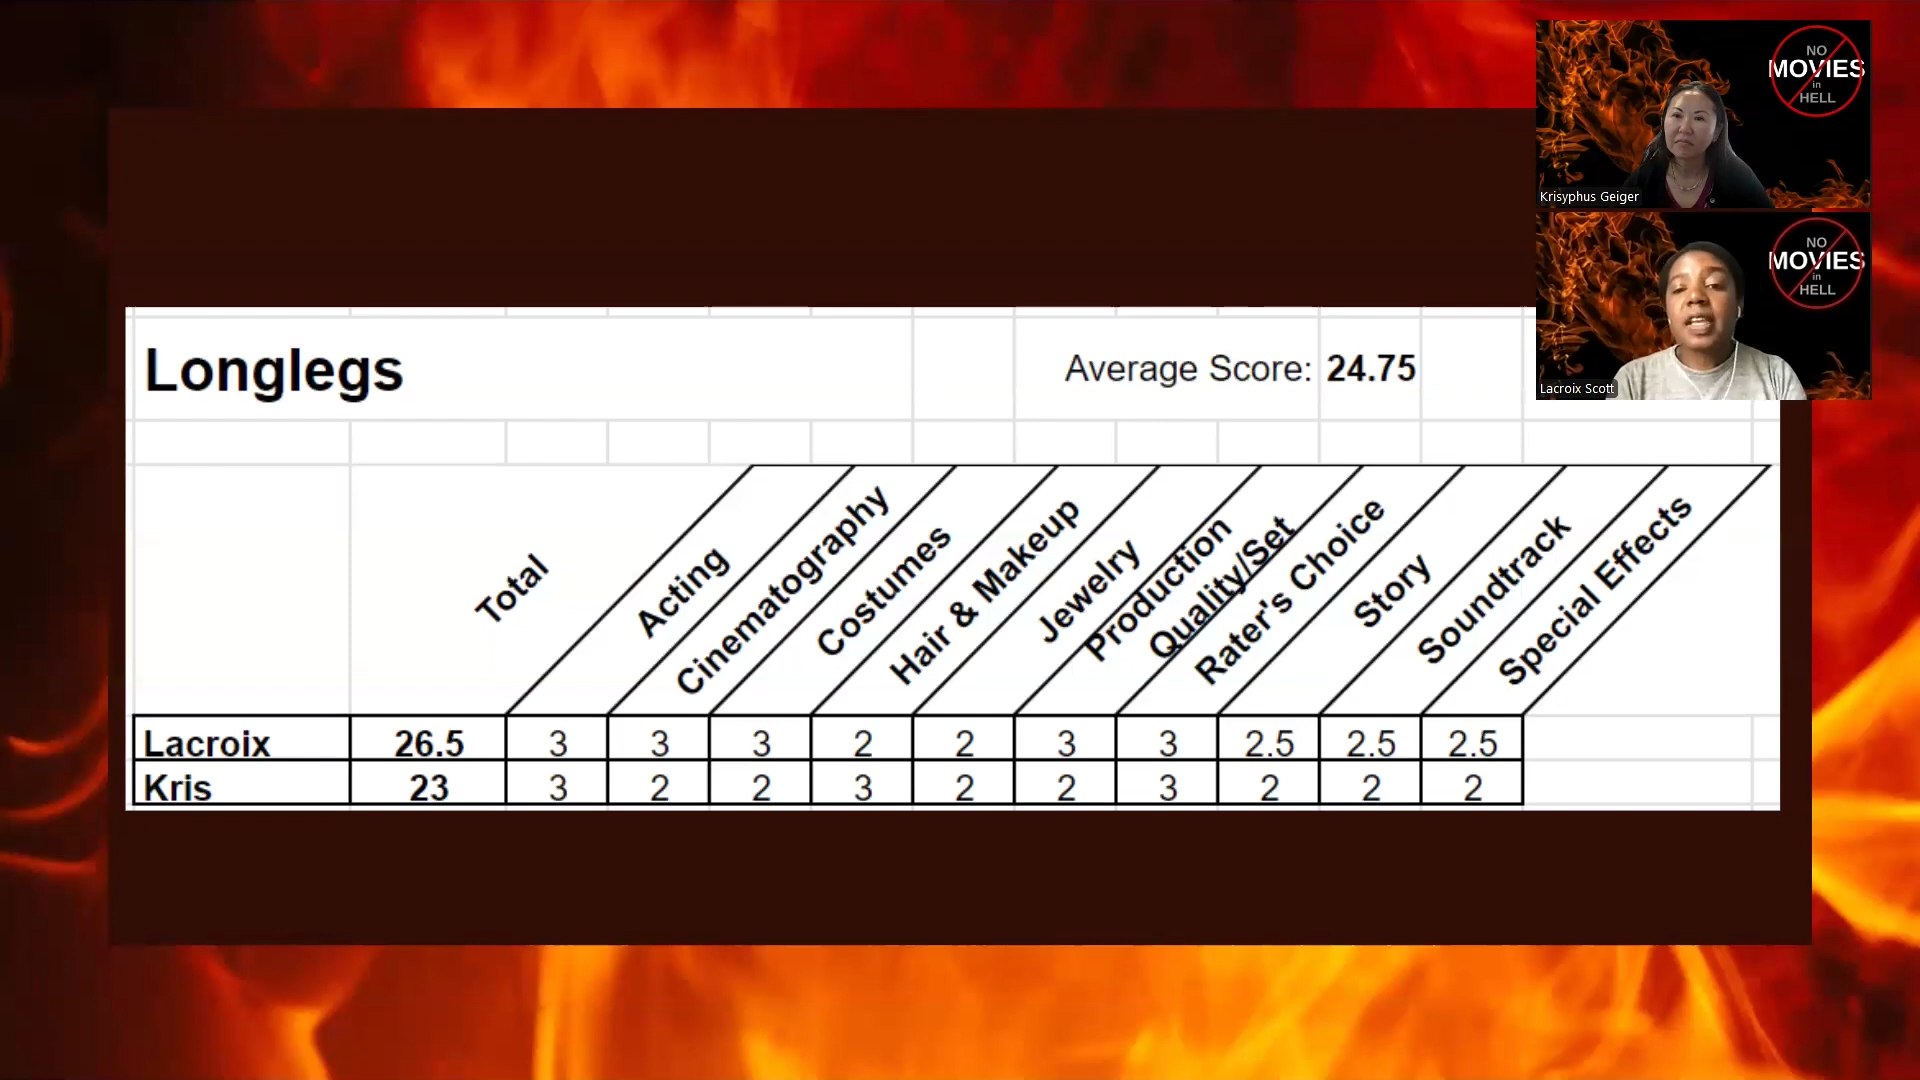 NO
MOVIES
in
HELL
Krisyphus Geiger
NO
MOVIES
in
HELL
Lacroix Scott
Longlegs
Average Score: 24.75
Total
Acting
Cinematography
Costumes
Hair & Makeup
Jewelry
Production
Quality/Set
Rater's Choice
Story
Soundtrack
Special Effects
Lacroix 26.5 3 3 3 2 2 3 3 2.5 2.5 2.5
Kris 23 3 2 2 3 2 2 3 2 2 2